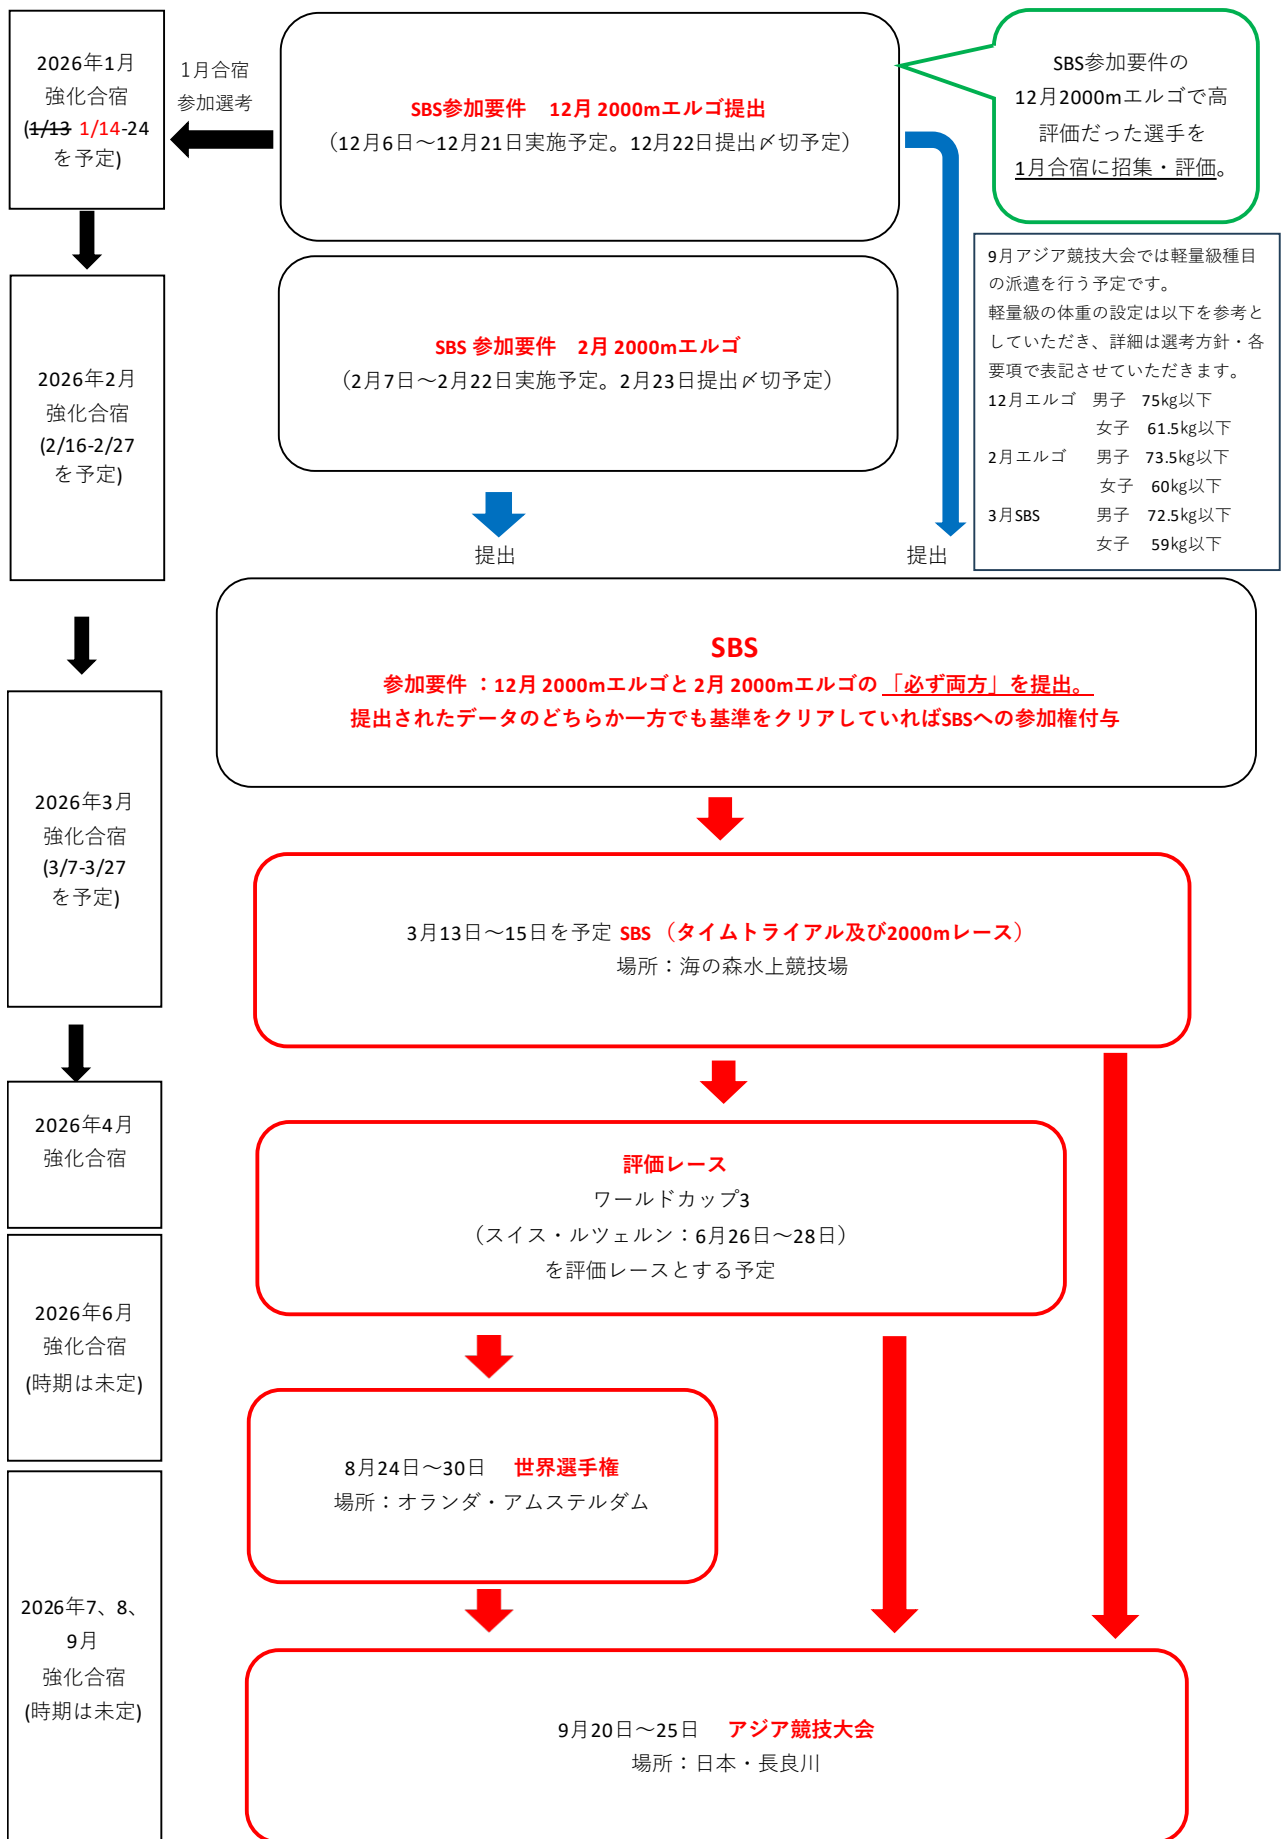 2026年1月
強化合宿
(1/13 1/14-24
を予定)
1月合宿
参加選考
SBS参加要件　12月 2000mエルゴ提出
（12月6日～12月21日実施予定。12月22日提出〆切予定）
SBS参加要件の
12月2000mエルゴで高
評価だった選手を
1月合宿に招集・評価。
9月アジア競技大会では軽量級種目
の派遣を行う予定です。
軽量級の体重の設定は以下を参考と
していただき、詳細は選考方針・各
要項で表記させていただきます。
12月エルゴ　男子　75kg以下
女子　61.5kg以下
2月エルゴ　男子　73.5kg以下
女子　60kg以下
3月SBS　男子　72.5kg以下
女子　59kg以下
2026年2月
強化合宿
(2/16-2/27
を予定)
SBS 参加要件　2月 2000mエルゴ
（2月7日～2月22日実施予定。2月23日提出〆切予定）
提出
提出
SBS
参加要件 ：12月 2000mエルゴと 2月 2000mエルゴの 「必ず両方」を提出。
提出されたデータのどちらか一方でも基準をクリアしていればSBSへの参加権付与
2026年3月
強化合宿
(3/7-3/27
を予定)
3月13日～15日を予定 SBS （タイムトライアル及び2000mレース）
場所：海の森水上競技場
2026年4月
強化合宿
評価レース
ワールドカップ3
（スイス・ルツェルン：6月26日～28日）
を評価レースとする予定
2026年6月
強化合宿
(時期は未定)
8月24日～30日　世界選手権
場所：オランダ・アムステルダム
2026年7、8、
9月
強化合宿
(時期は未定)
9月20日～25日　アジア競技大会
場所：日本・長良川